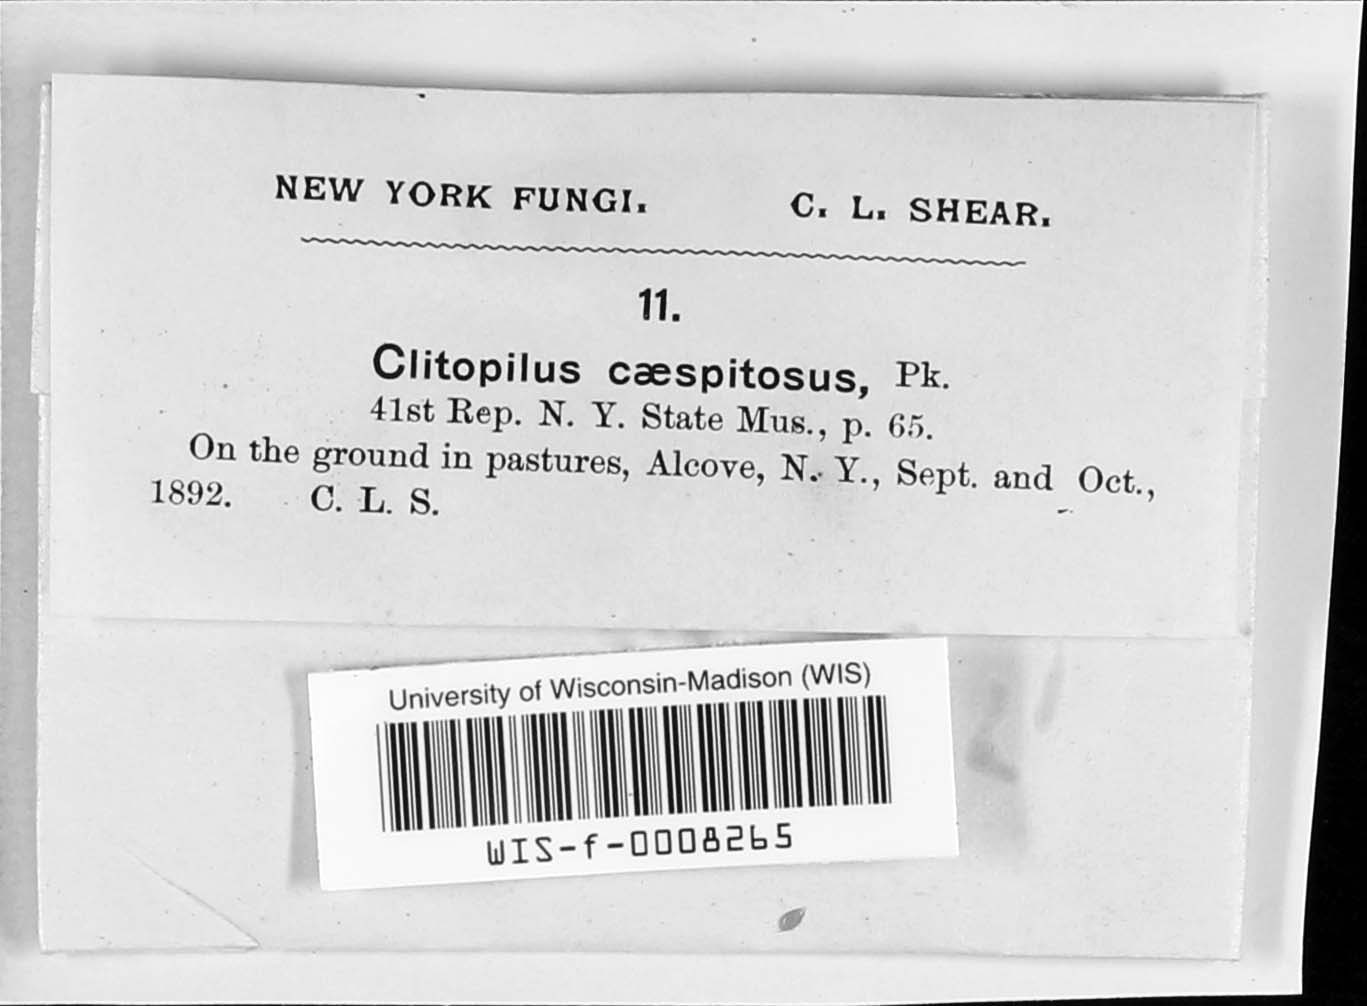 NEW YORK FUNGI. C. L. SHEAR.
11.
Clitopilus cæspitosus, Pk.
41st Rep. N. Y. State Mus., p. 65.
On the ground in pastures, Alcove, N. Y., Sept. and Oct.,
1892. C. L. S.
University of Wisconsin-Madison (WIS)
WIS-f-0008265